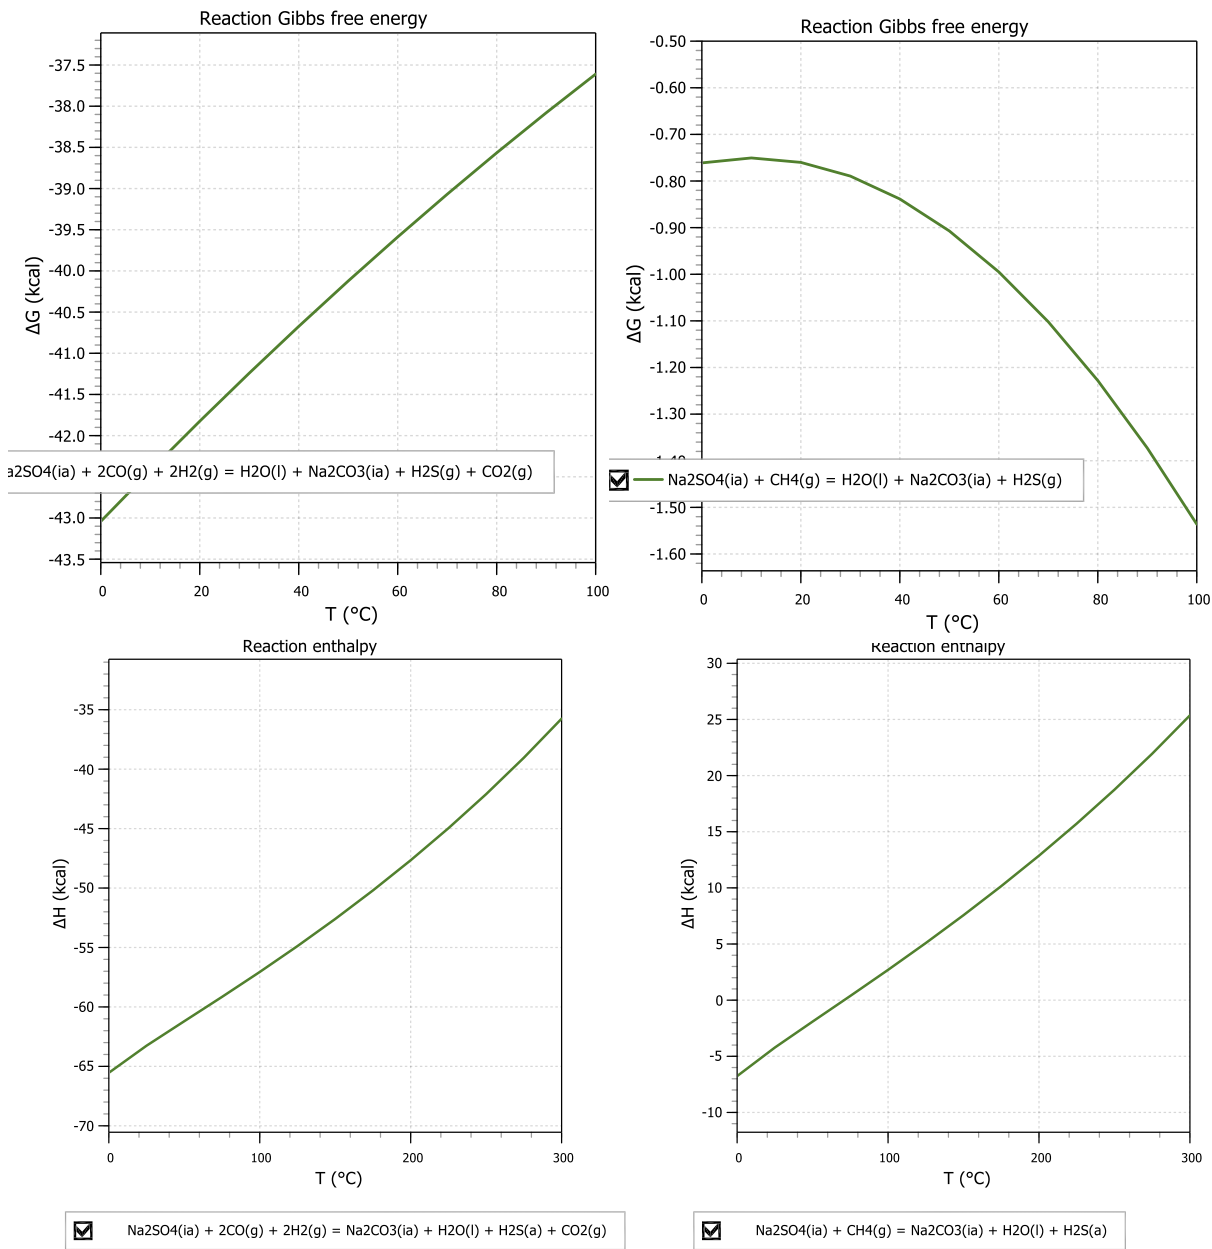 Reaction Gibbs free energy
-37.5
-38.0
-38.5
-39.0
-39.5
-40.0
-40.5
-41.0
-41.5
-42.0
-43.0
-43.5
ΔG (kcal)
a2SO4(ia) + 2CO(g) + 2H2(g) = H2O(l) + Na2CO3(ia) + H2S(g) + CO2(g)
0 20 40 60 80 100
T (°C)
Reaction Gibbs free energy
-0.50
-0.60
-0.70
-0.80
-0.90
-1.00
-1.10
-1.20
-1.30
-1.40
-1.50
-1.60
ΔG (kcal)
Na2SO4(ia) + CH4(g) = H2O(l) + Na2CO3(ia) + H2S(g)
0 20 40 60 80 100
T (°C)
Reaction enthalpy
-35
-40
-45
-50
-55
-60
-65
-70
ΔH (kcal)
0 100 200 300
T (°C)
Na2SO4(ia) + 2CO(g) + 2H2(g) = Na2CO3(ia) + H2O(l) + H2S(a) + CO2(g)
Reaction enthalpy
30
25
20
15
10
5
0
-5
-10
ΔH (kcal)
0 100 200 300
T (°C)
Na2SO4(ia) + CH4(g) = Na2CO3(ia) + H2O(l) + H2S(a)